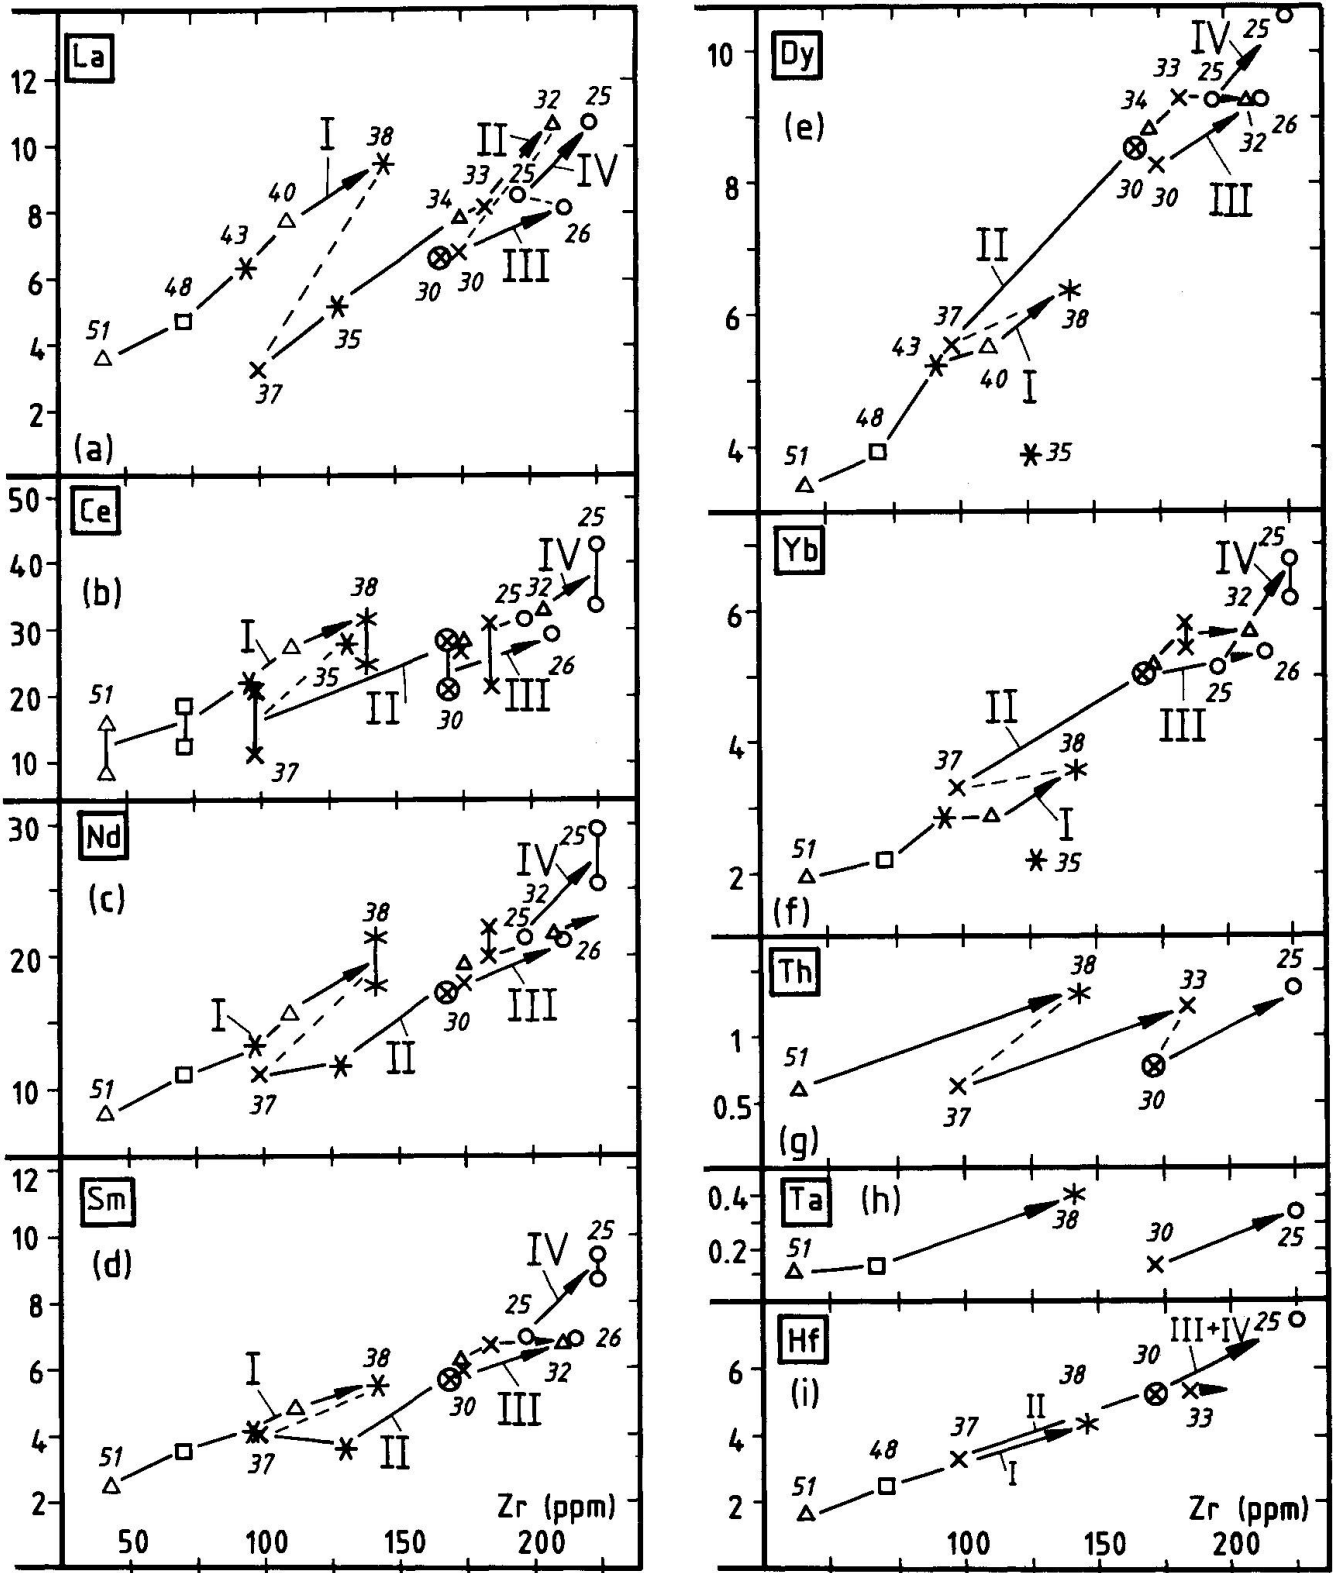 La
12
10
8
6
4
2
(a)
51
48
43
40
I
38
37
35
34
33
32
II
25
25
IV
30
30
III
26
Ce
50
40
30
20
10
(b)
51
I
38
35
37
II
30
III
26
25
32
IV
25
Nd
30
20
10
(c)
51
I
38
37
II
30
III
26
25
32
IV
25
Sm
12
10
8
6
4
2
(d)
51
I
38
37
II
30
III
32
26
25
IV
25
Zr (ppm)
50 100 150 200
Dy
10
8
6
4
(e)
51
48
43
37
40
I
38
35
II
30
30
34
33
25
IV
25
32
26
III
Yb
6
4
2
(f)
51
37
38
I
35
II
III
25
26
32
IV
25
Th
1
0.5
(g)
51
38
37
33
30
25
Ta
(h)
0.4
0.2
51
38
30
25
Hf
6
4
2
(i)
51
48
37
II
I
38
30
33
III+IV
25
Zr (ppm)
100 150 200